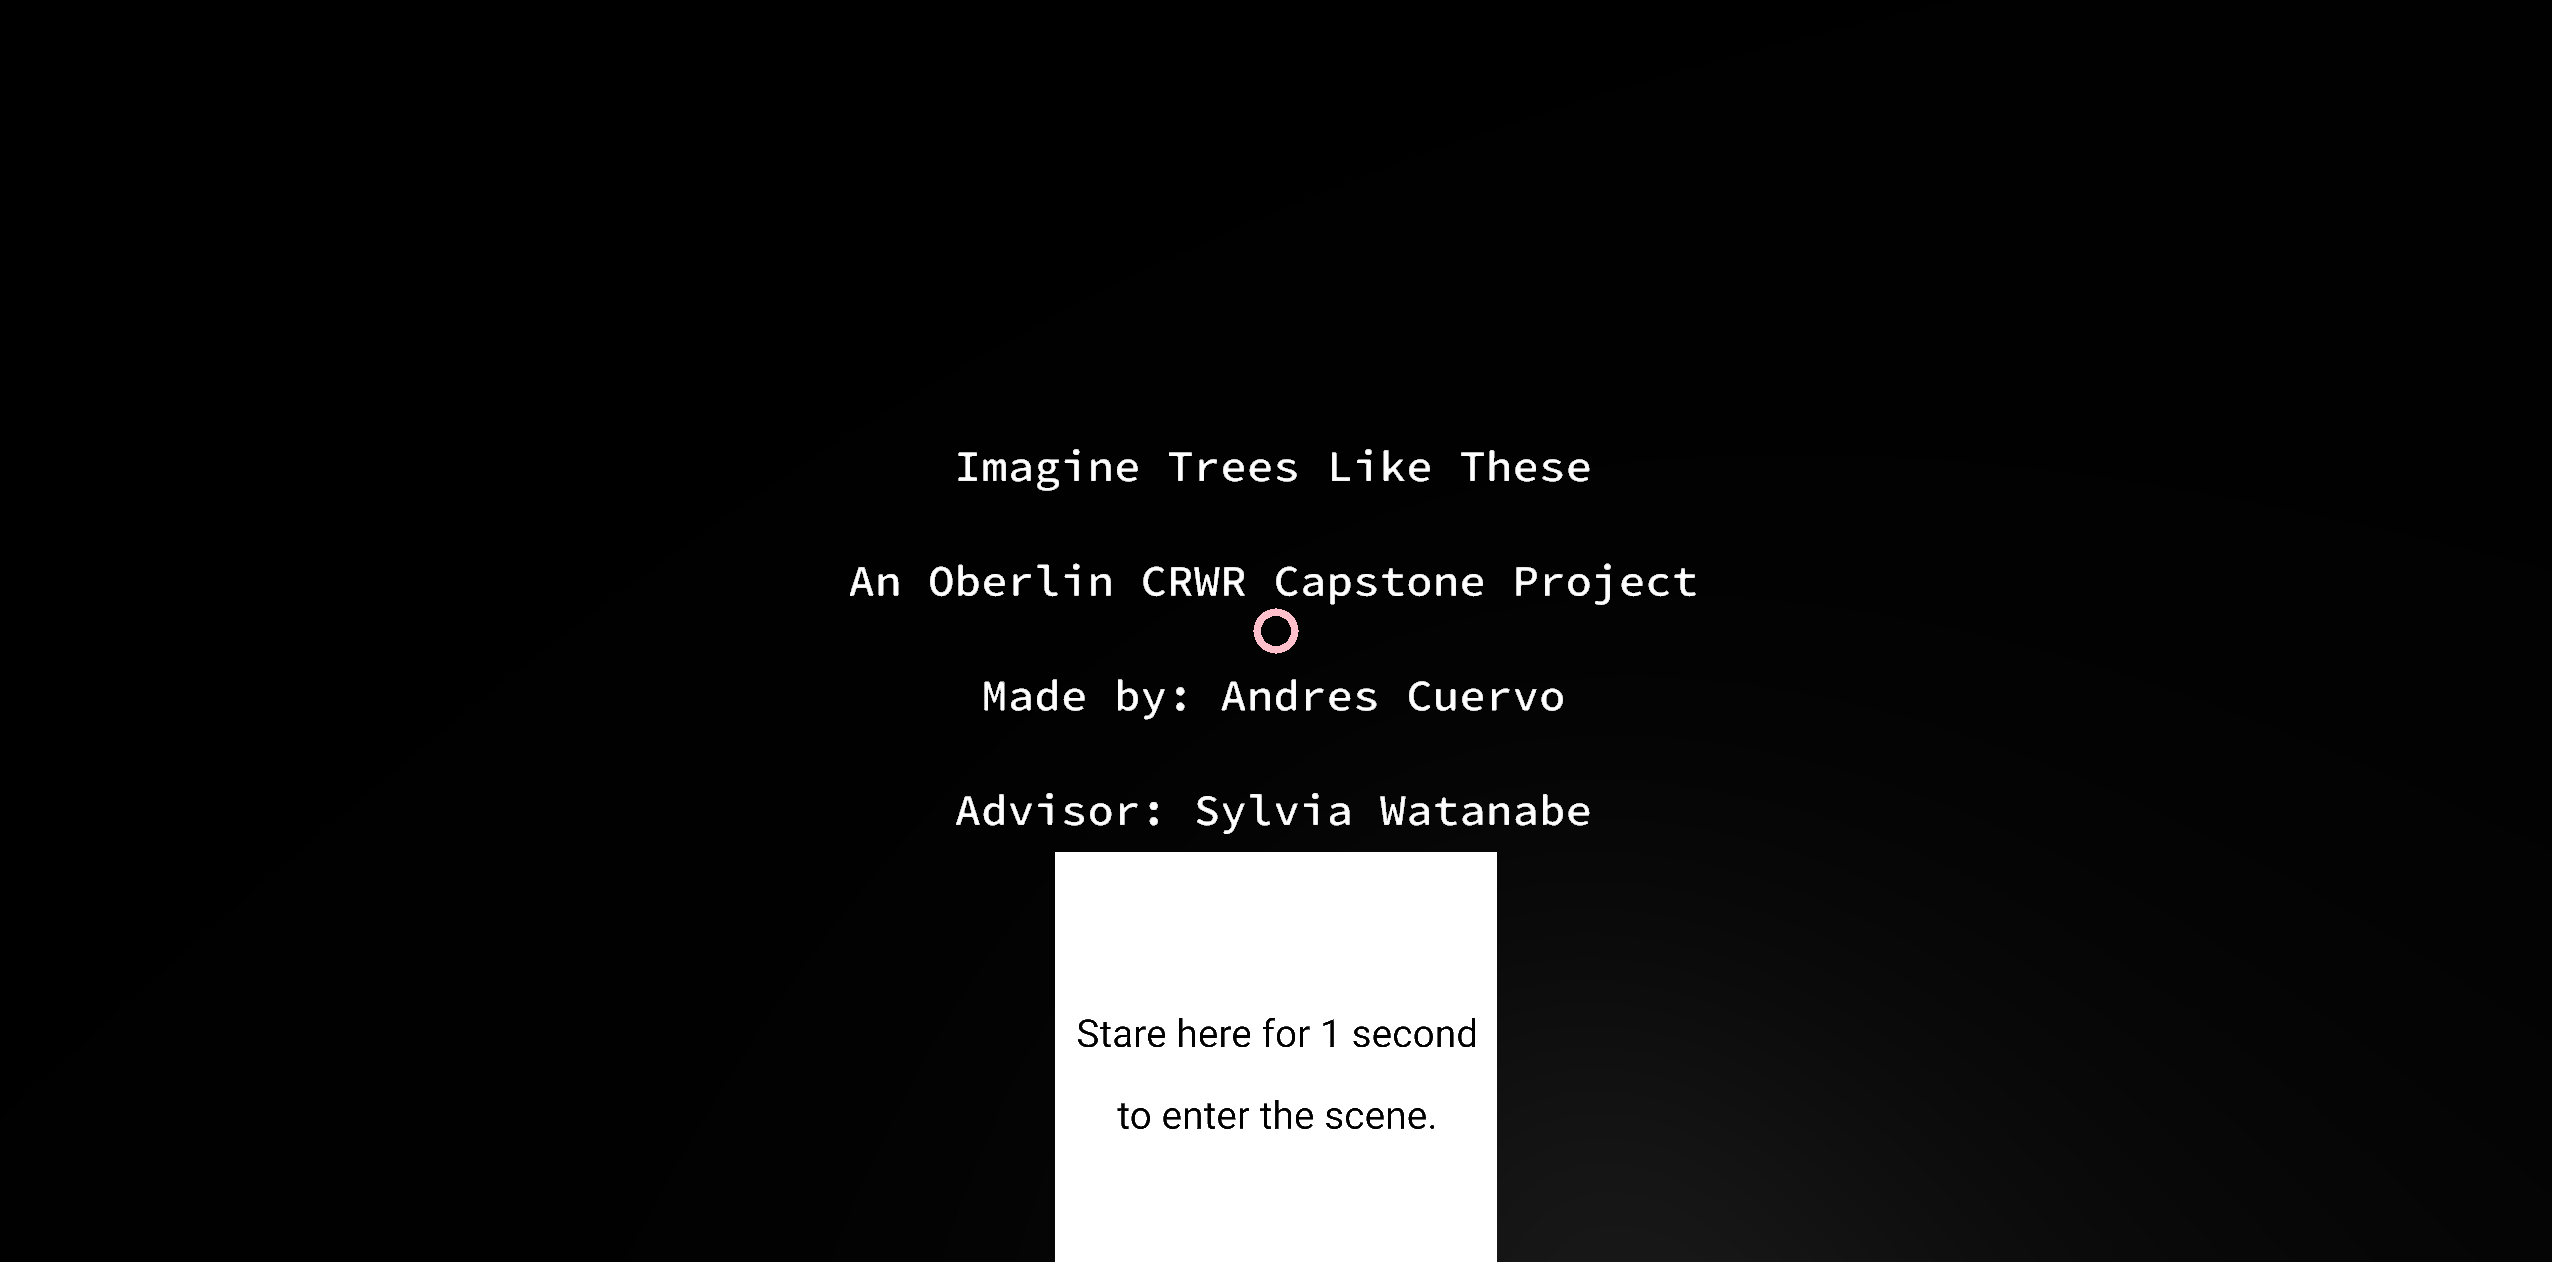 Imagine Trees Like These
An Oberlin CRWR Capstone Project
Made by: Andres Cuervo
Advisor: Sylvia Watanabe
Stare here for 1 second
to enter the scene.